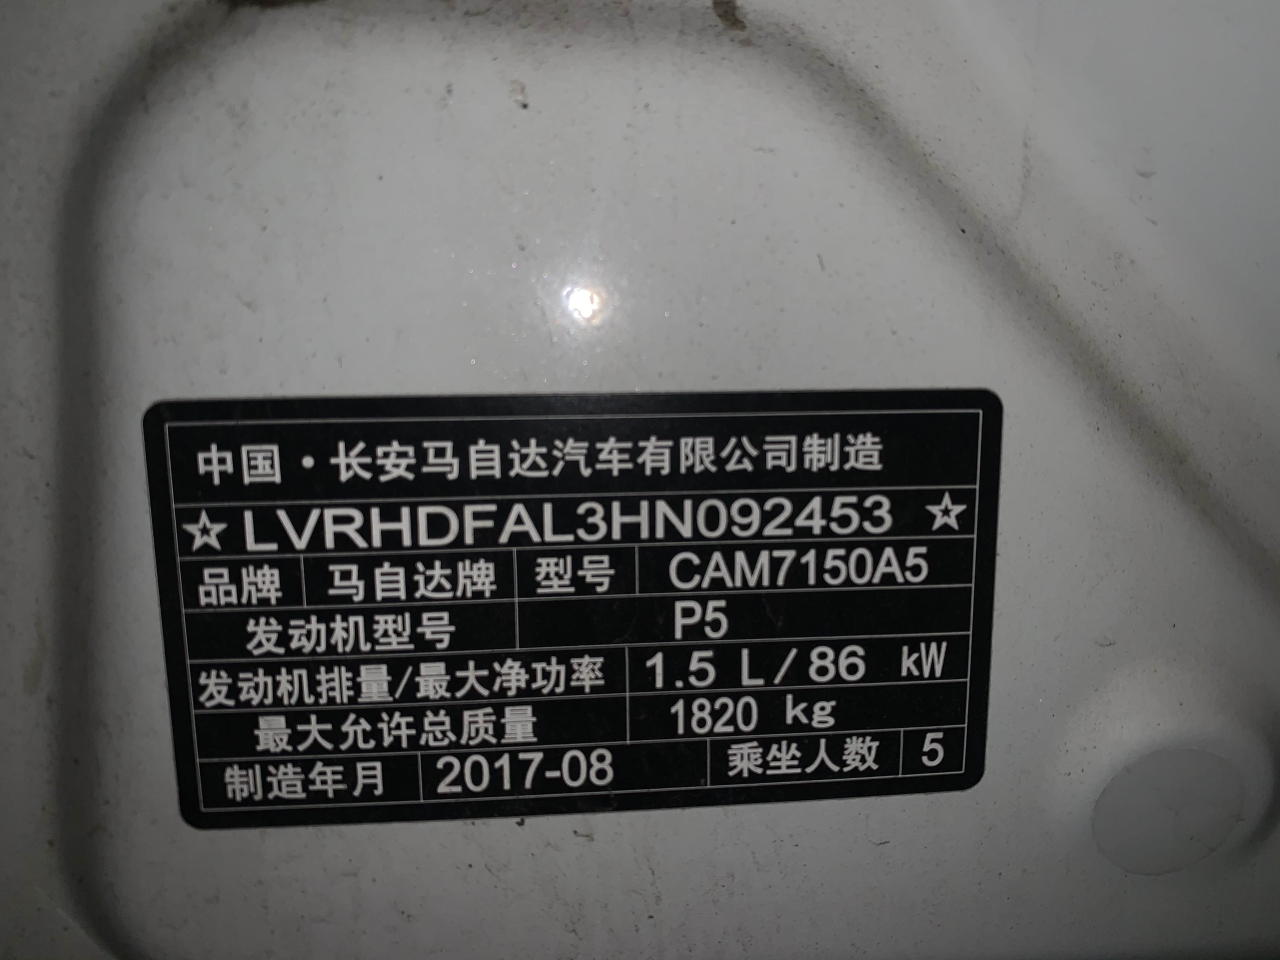 中国·长安马自达汽车有限公司制造
☆LVRHDFAL3HN092453☆
品牌 马自达牌 型号 CAM7150A5
发动机型号 P5
发动机排量/最大净功率 1.5 L/86 kW
最大允许总质量 1820 kg
制造年月 2017-08 乘坐人数 5